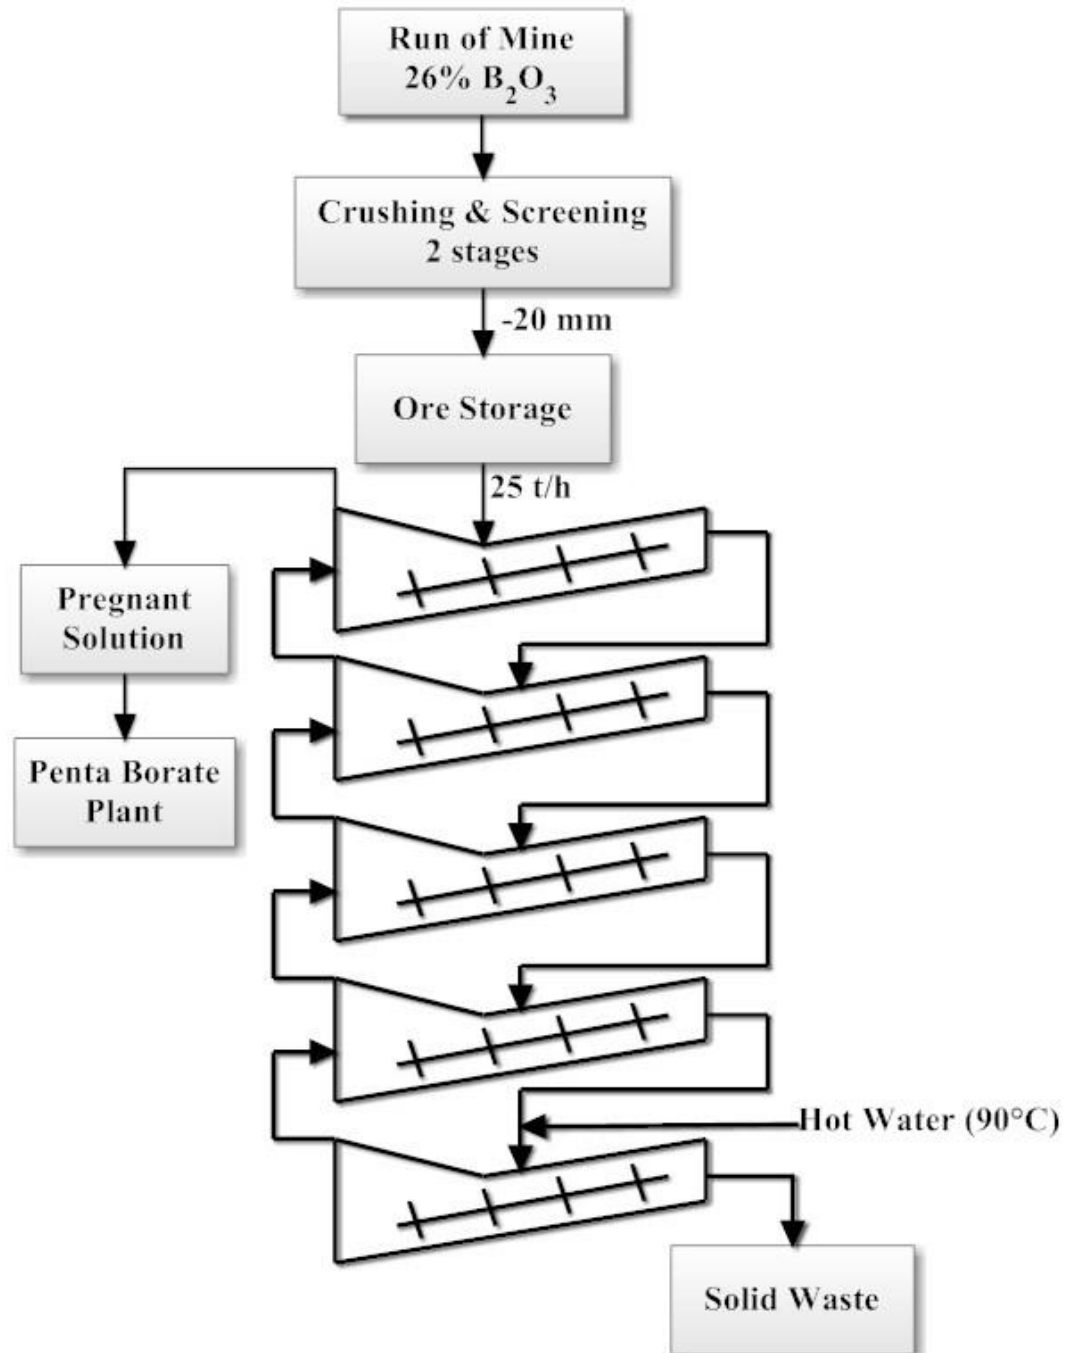 Run of Mine
26% B₂O₃
Crushing & Screening
2 stages
-20 mm
Ore Storage
25 t/h
Pregnant
Solution
Penta Borate
Plant
Hot Water (90°C)
Solid Waste